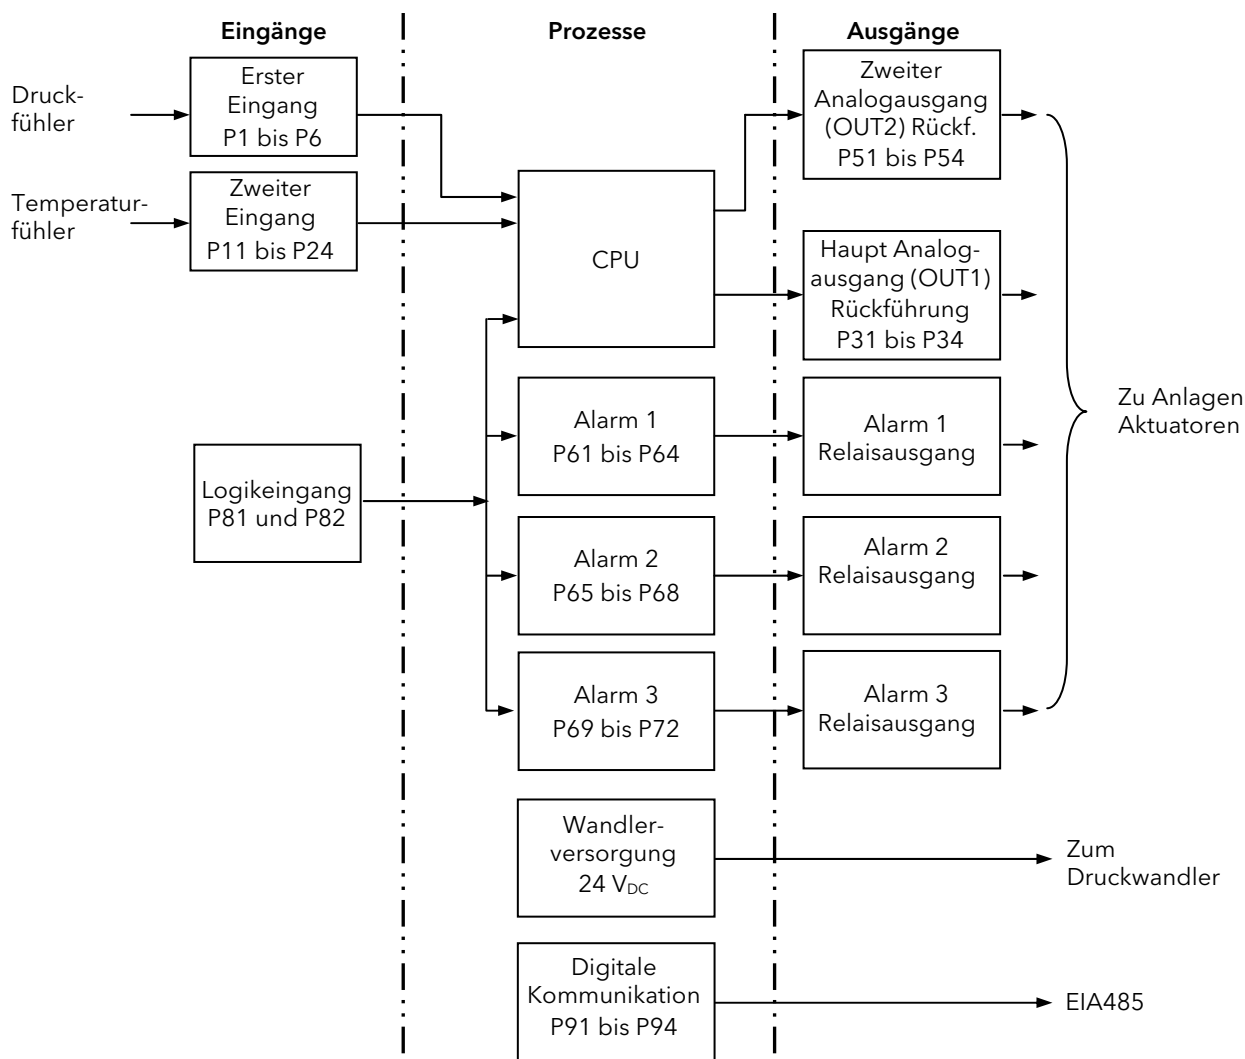 Eingänge
Prozesse
Ausgänge
Druck-
fühler
Erster
Eingang
P1 bis P6
Zweiter
Analogausgang
(OUT2) Rückf.
P51 bis P54
Temperatur-
fühler
Zweiter
Eingang
P11 bis P24
CPU
Haupt Analog-
ausgang (OUT1)
Rückführung
P31 bis P34
Zu Anlagen
Aktuatoren
Logikeingang
P81 und P82
Alarm 1
P61 bis P64
Alarm 1
Relaisausgang
Alarm 2
P65 bis P68
Alarm 2
Relaisausgang
Alarm 3
P69 bis P72
Alarm 3
Relaisausgang
Wandler-
versorgung
24 VDC
Zum
Druckwandler
Digitale
Kommunikation
P91 bis P94
EIA485